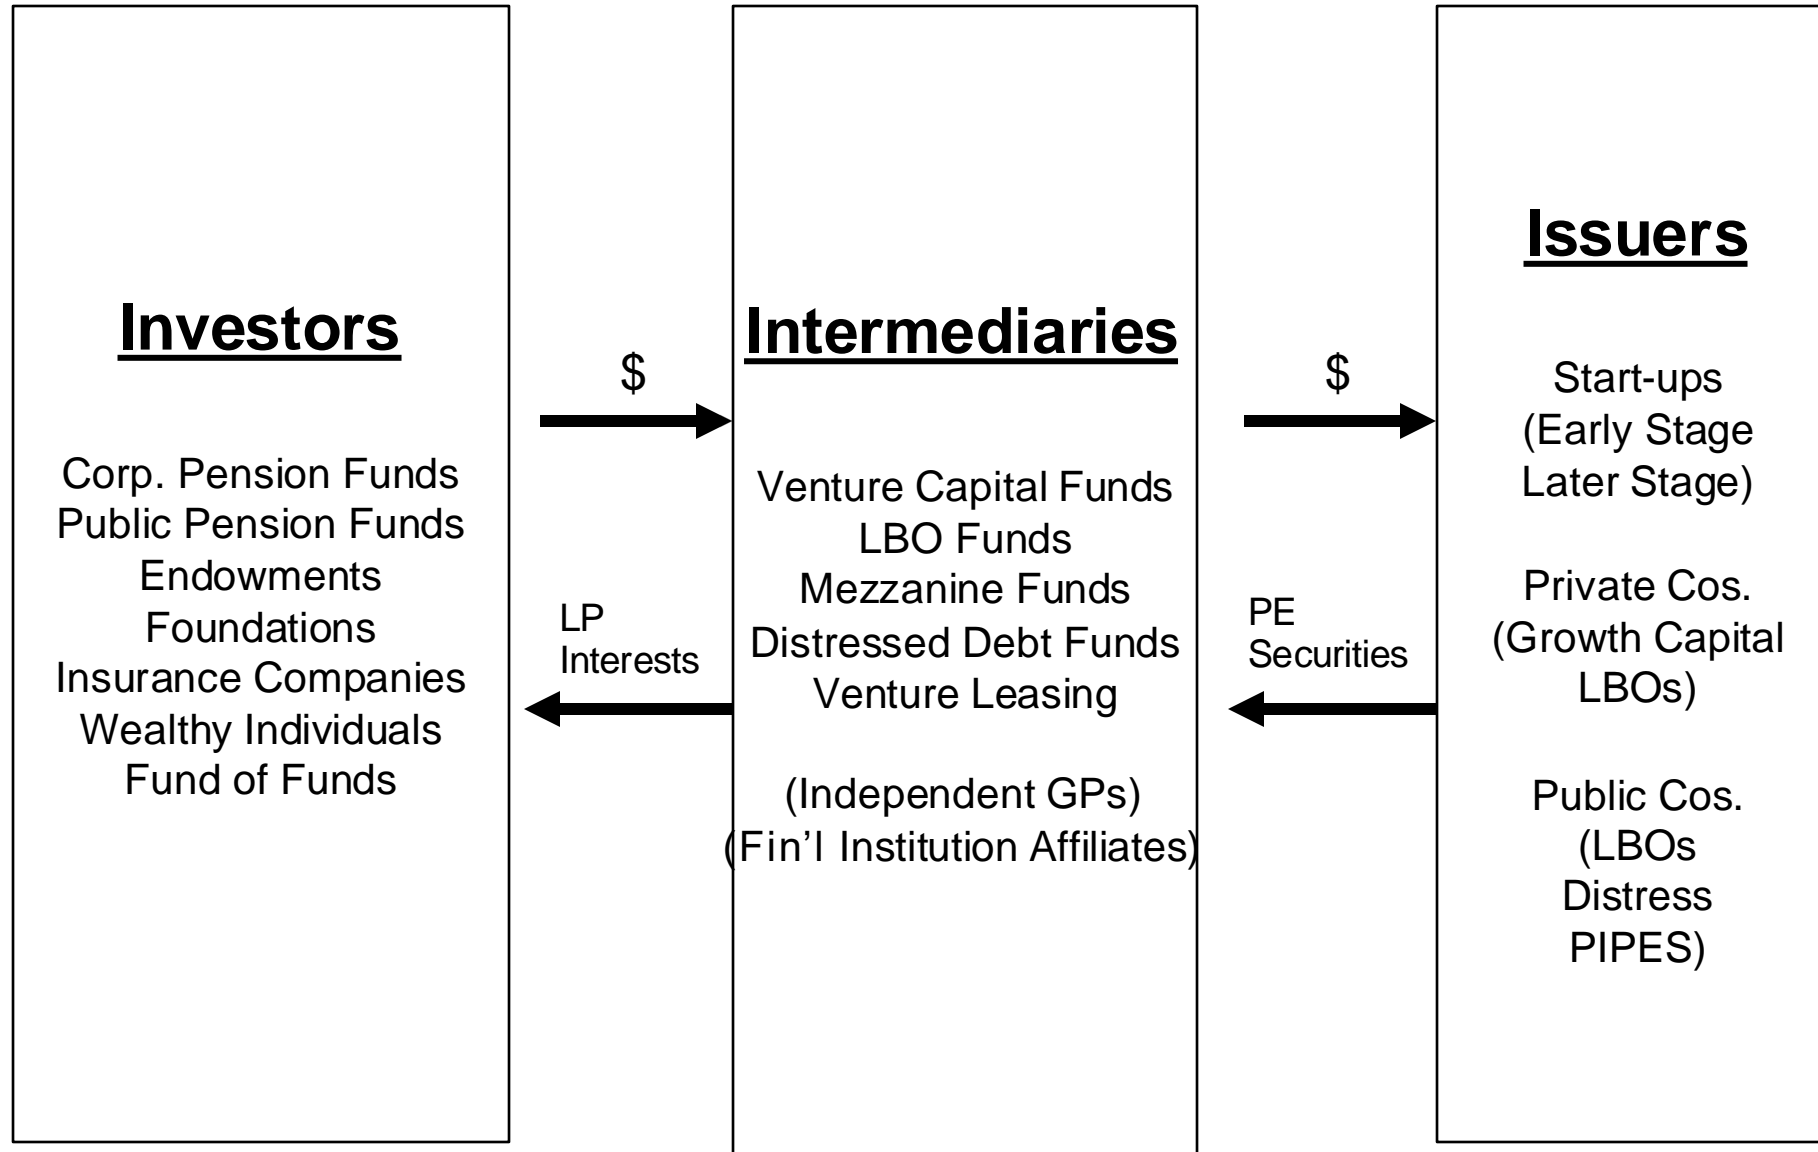 Investors
Corp. Pension Funds
Public Pension Funds
Endowments
Foundations
Insurance Companies
Wealthy Individuals
Fund of Funds
$
LP
Interests
Intermediaries
Venture Capital Funds
LBO Funds
Mezzanine Funds
Distressed Debt Funds
Venture Leasing
(Independent GPs)
(Fin'l Institution Affiliates)
$
PE
Securities
Issuers
Start-ups
(Early Stage
Later Stage)
Private Cos.
(Growth Capital
LBOs)
Public Cos.
(LBOs
Distress
PIPES)